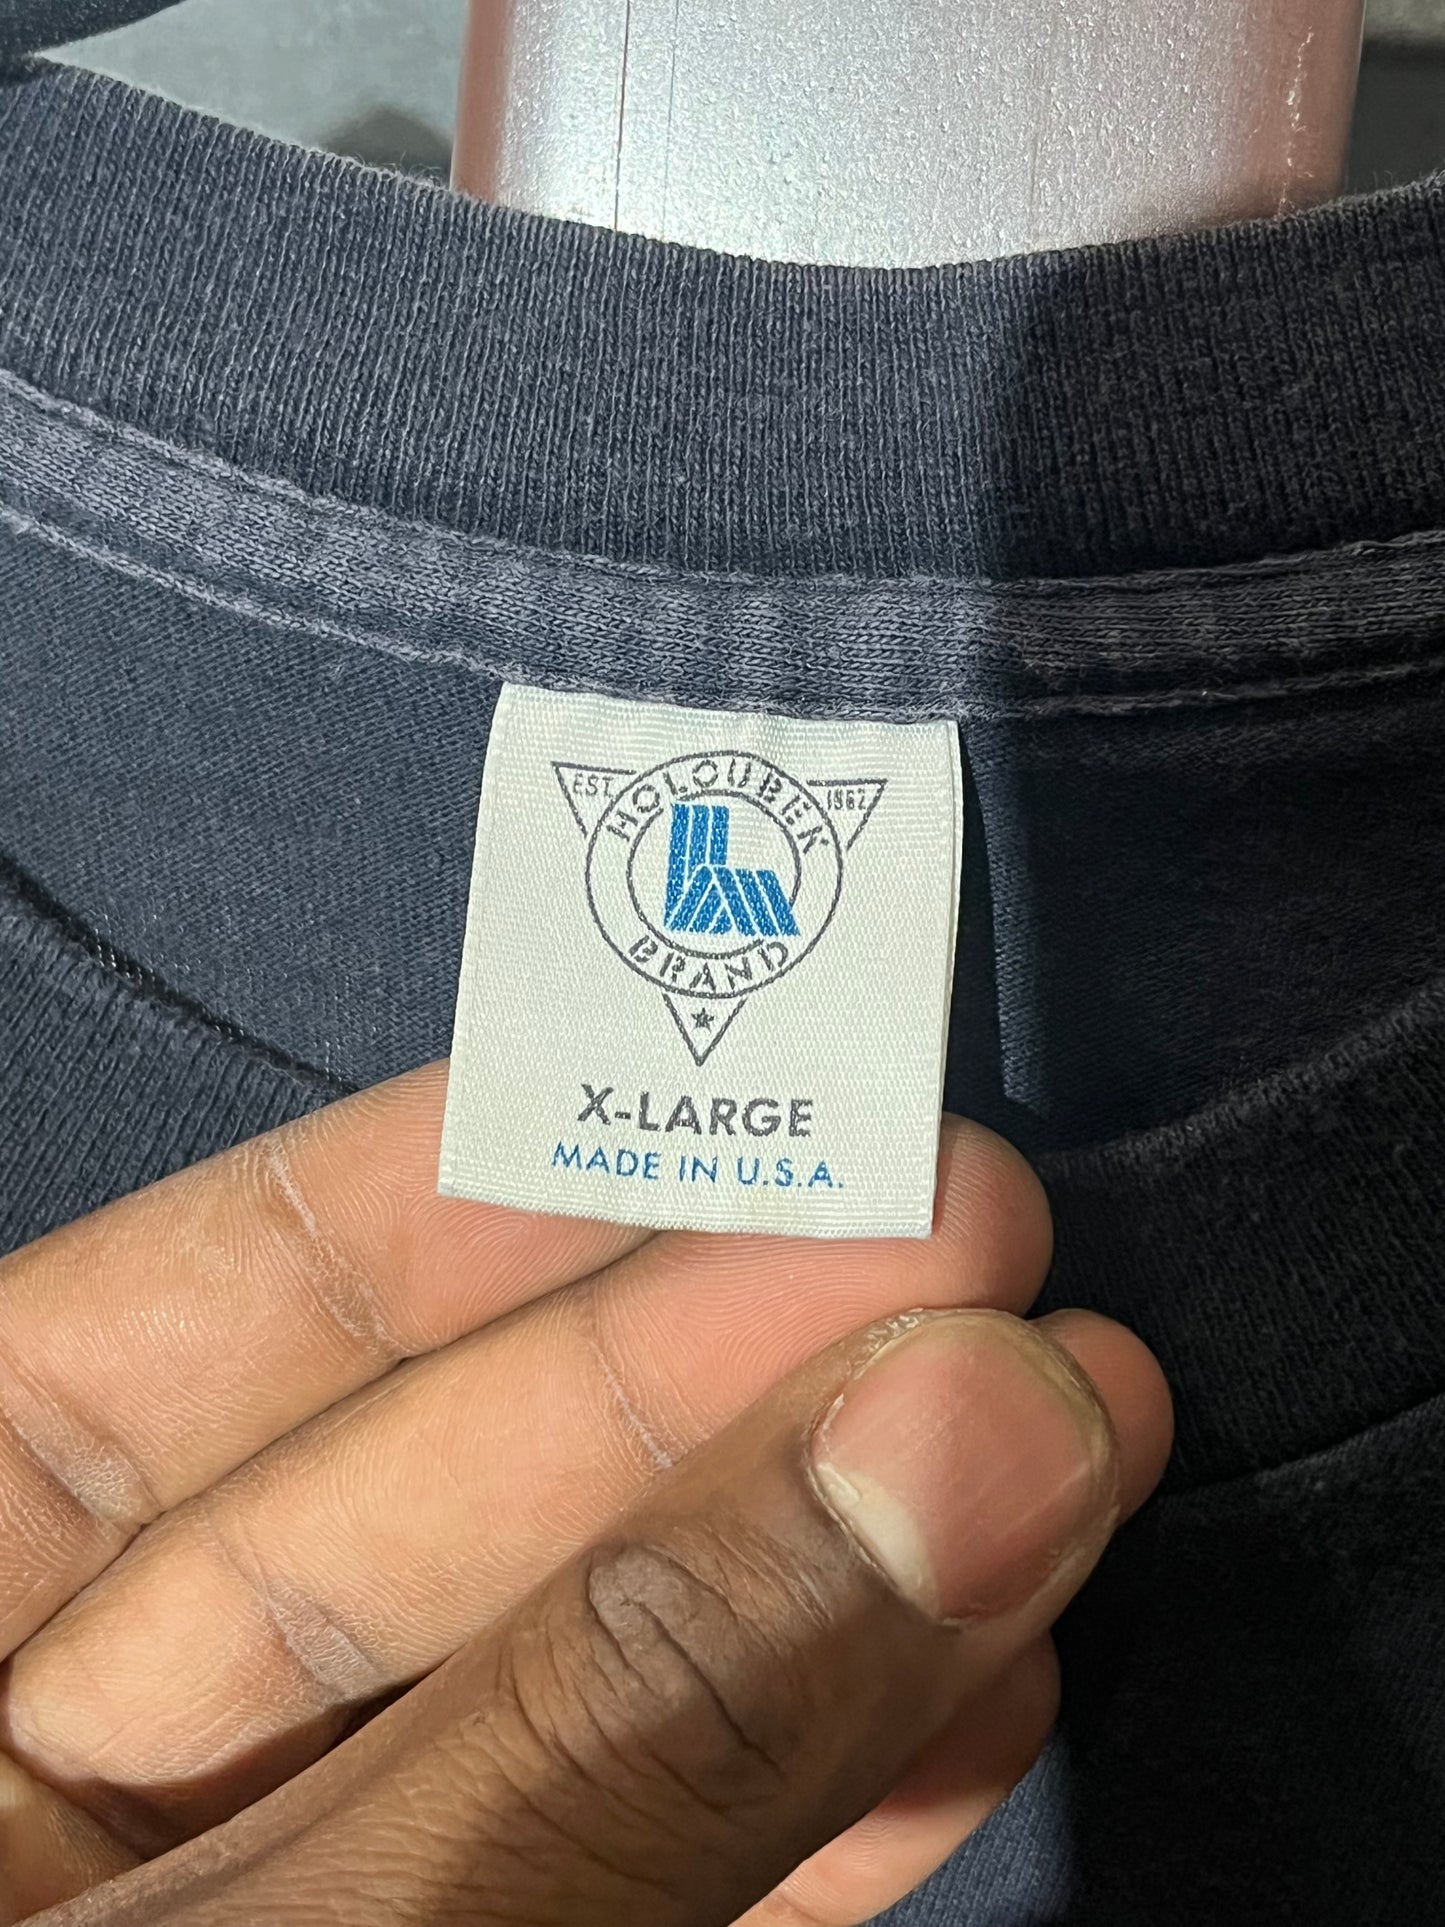 EST. HOLOUBEK 1962
BRAND
X-LARGE
MADE IN U.S.A.